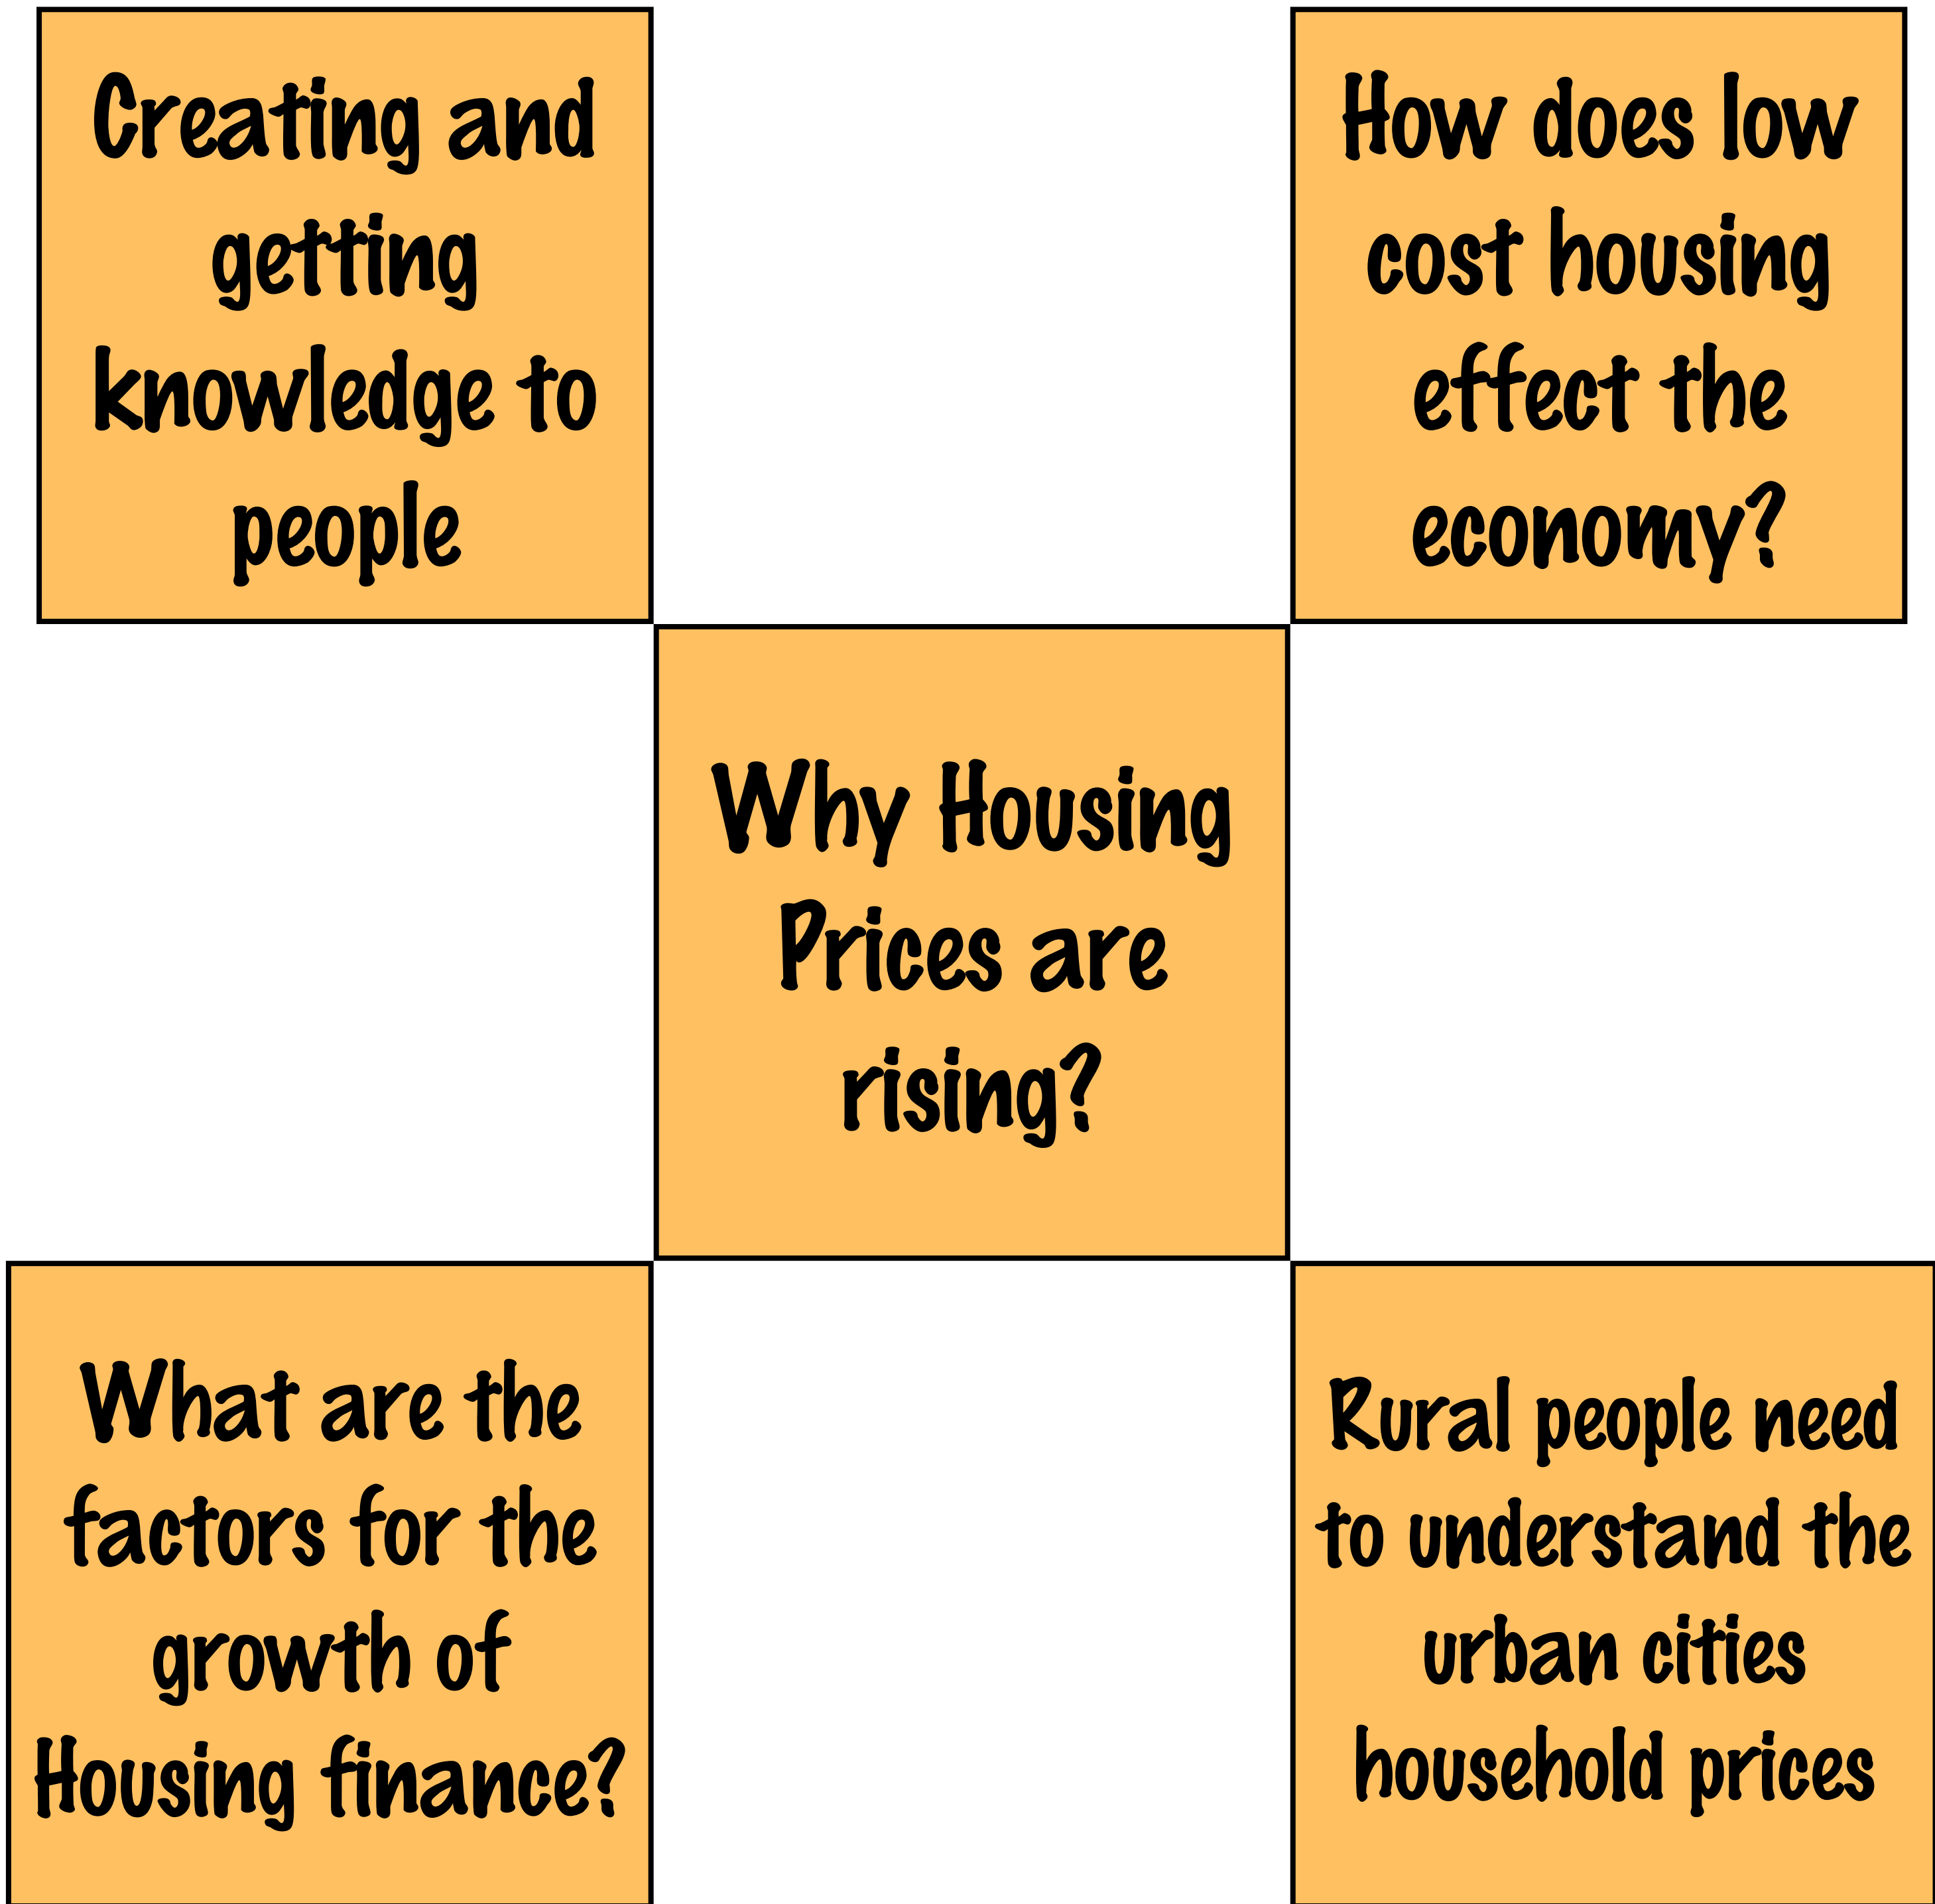 Creating and
getting
knowledge to
people
How does low
cost housing
effect the
economy?
Why Housing
Prices are
rising?
What are the
factors for the
growth of
Housing finance?
Rural people need
to understand the
urban cities
household prices